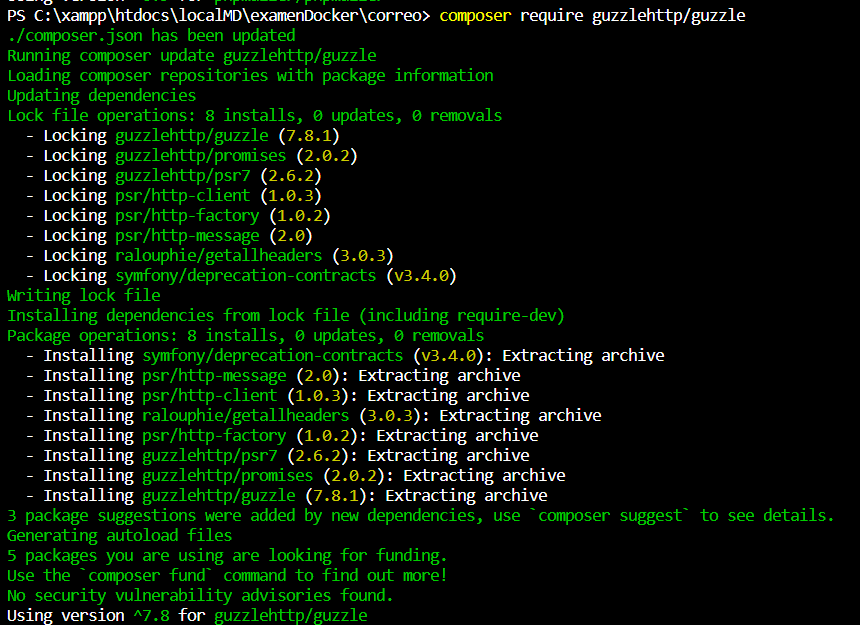 PS C:\xampp\htdocs\localMD\examenDocker\correo> composer require guzzlehttp/guzzle
./composer.json has been updated
Running composer update guzzlehttp/guzzle
Loading composer repositories with package information
Updating dependencies
Lock file operations: 8 installs, 0 updates, 0 removals
  - Locking guzzlehttp/guzzle (7.8.1)
  - Locking guzzlehttp/promises (2.0.2)
  - Locking guzzlehttp/psr7 (2.6.2)
  - Locking psr/http-client (1.0.3)
  - Locking psr/http-factory (1.0.2)
  - Locking psr/http-message (2.0)
  - Locking ralouphie/getallheaders (3.0.3)
  - Locking symfony/deprecation-contracts (v3.4.0)
Writing lock file
Installing dependencies from lock file (including require-dev)
Package operations: 8 installs, 0 updates, 0 removals
  - Installing symfony/deprecation-contracts (v3.4.0): Extracting archive
  - Installing psr/http-message (2.0): Extracting archive
  - Installing psr/http-client (1.0.3): Extracting archive
  - Installing ralouphie/getallheaders (3.0.3): Extracting archive
  - Installing psr/http-factory (1.0.2): Extracting archive
  - Installing guzzlehttp/psr7 (2.6.2): Extracting archive
  - Installing guzzlehttp/promises (2.0.2): Extracting archive
  - Installing guzzlehttp/guzzle (7.8.1): Extracting archive
3 package suggestions were added by new dependencies, use `composer suggest` to see details.
Generating autoload files
5 packages you are using are looking for funding.
Use the `composer fund` command to find out more!
No security vulnerability advisories found.
Using version ^7.8 for guzzlehttp/guzzle